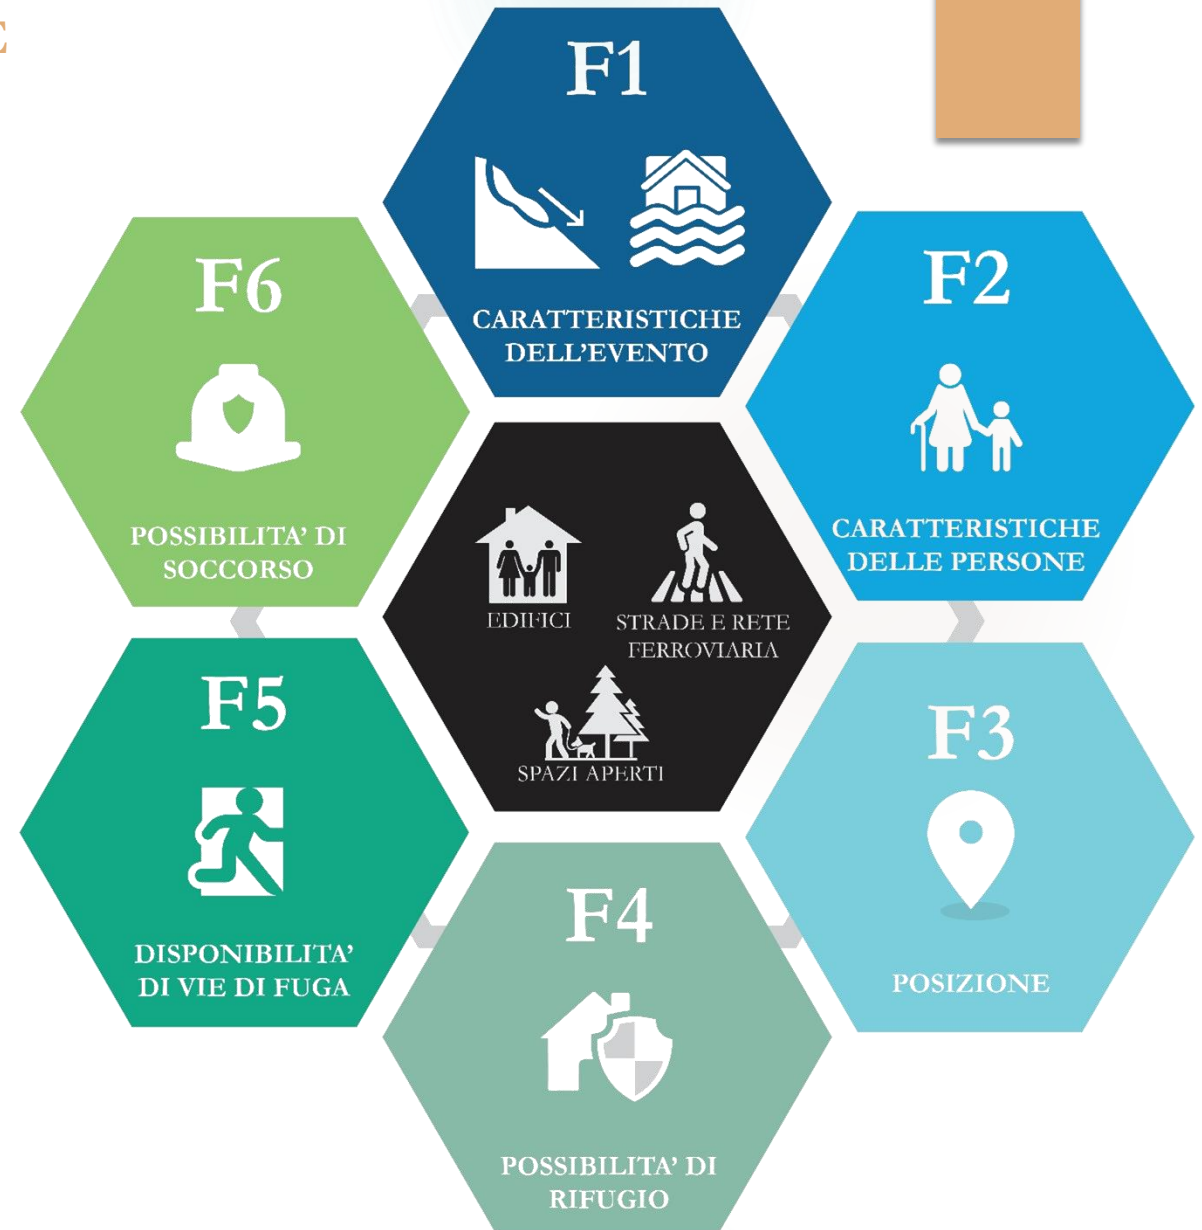 E
F1
CARATTERISTICHE
DELL’EVENTO
F2
CARATTERISTICHE
DELLE PERSONE
F3
POSIZIONE
F4
POSSIBILITA’ DI
RIFUGIO
F5
DISPONIBILITA’
DI VIE DI FUGA
F6
POSSIBILITA’ DI
SOCCORSO
EDIFICI
STRADE E RETE
FERROVIARIA
SPAZI APERTI